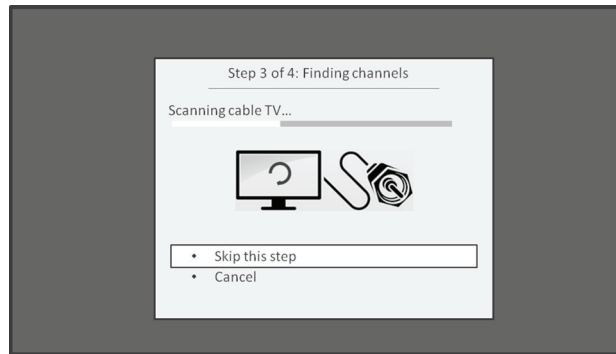 Step 3 of 4: Finding channels
Scanning cable TV...
Skip this step
Cancel